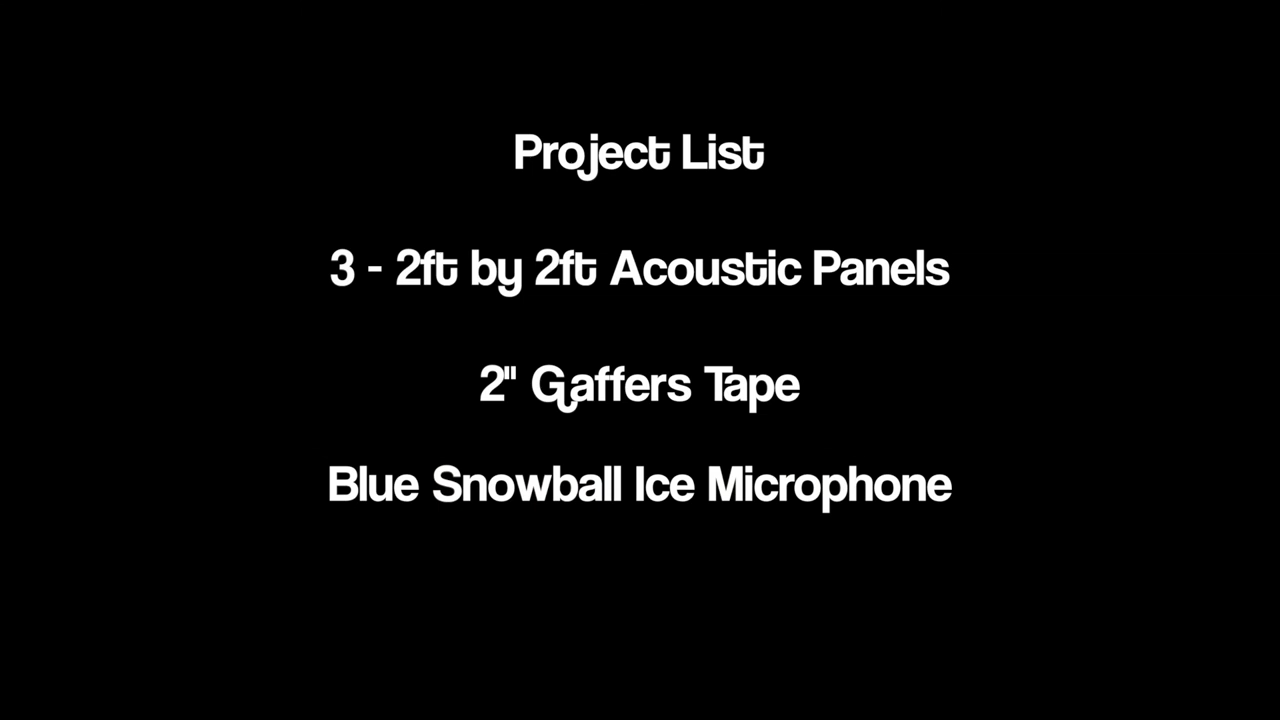 Project List
3 - 2ft by 2ft Acoustic Panels
2" Gaffers Tape
Blue Snowball Ice Microphone